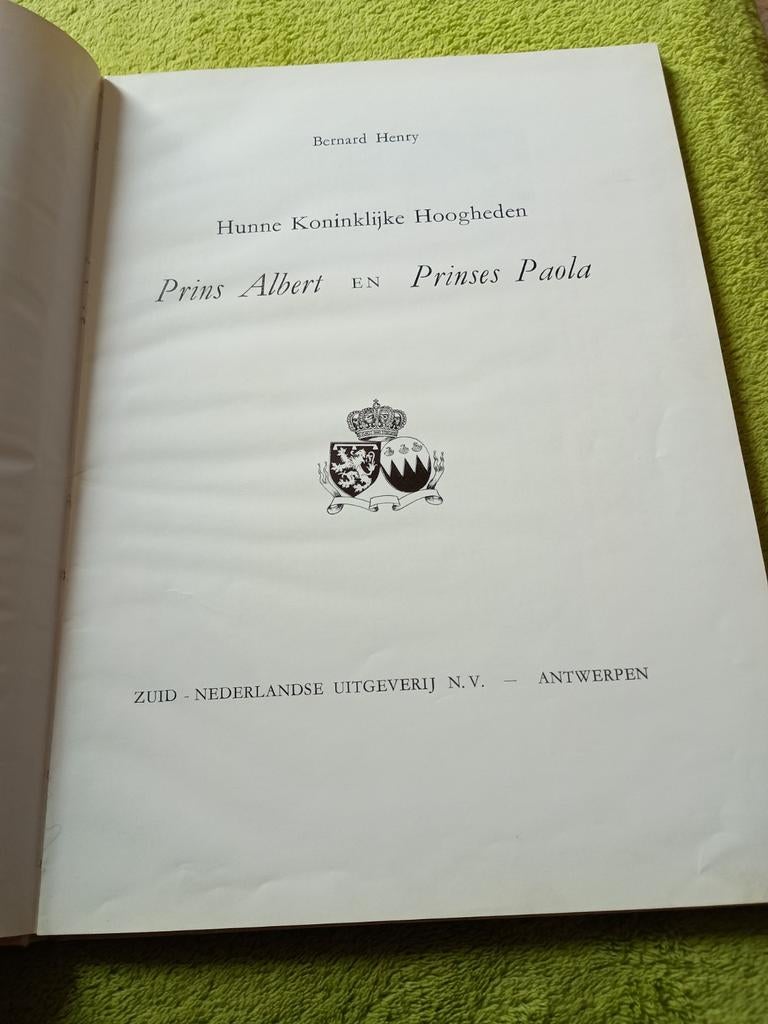 Bernard Henry
Hunne Koninklijke Hoogheden
Prins Albert EN Prinses Paola
ZUID - NEDERLANDSE UITGEVERIJ N.V. — ANTWERPEN